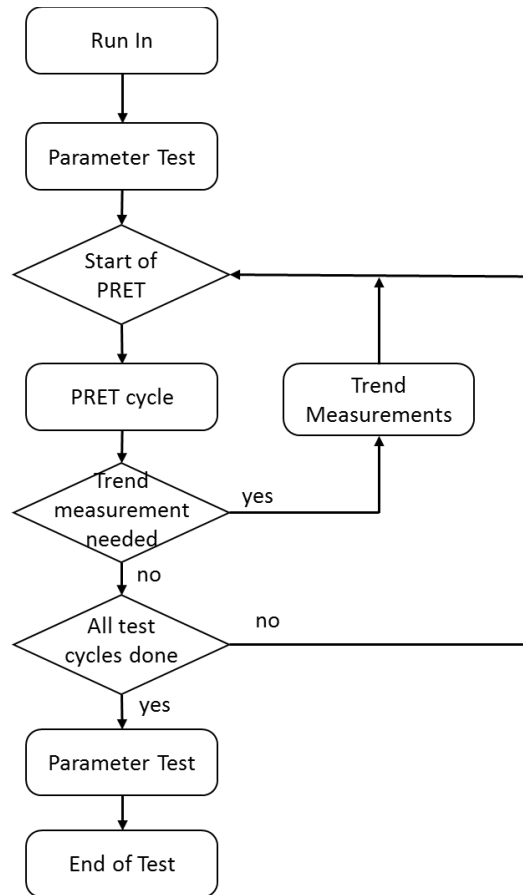 Run In
Parameter Test
Start of
PRET
PRET cycle
Trend
Measurements
Trend
measurement
needed
yes
no
All test
cycles done
no
yes
Parameter Test
End of Test